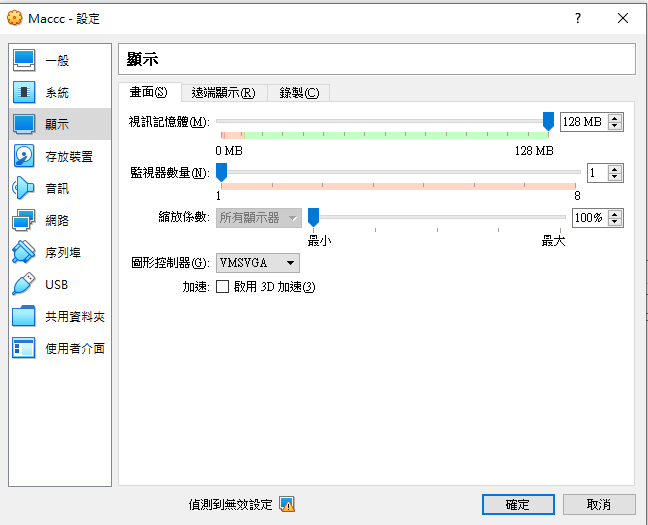 Maccc - 設定
?
一般
系統
顯示
存放裝置
音訊
網路
序列埠
USB
共用資料夾
使用者介面
顯示
畫面(S) 遠端顯示(R) 錄製(C)
視訊記憶體(M): 128 MB
0 MB 128 MB
監視器數量(N): 1
1 8
縮放係數: 所有顯示器 100%
最小 最大
圖形控制器(G): VMSVGA
加速: 啟用 3D 加速(3)
偵測到無效設定 確定 取消